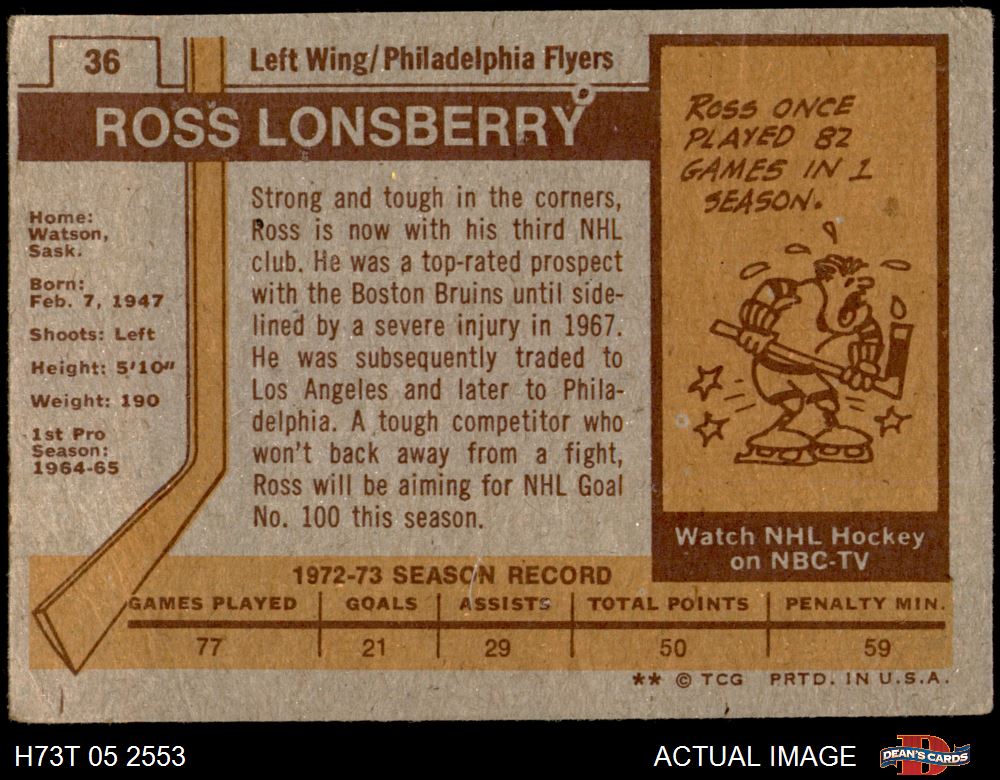 36
Left Wing/Philadelphia Flyers
ROSS LONSBERRY
Home:
Watson,
Sask.
Born:
Feb. 7, 1947
Shoots: Left
Height: 5'10"
Weight: 190
1st Pro
Season:
1964-65
Strong and tough in the corners,
Ross is now with his third NHL
club. He was a top-rated prospect
with the Boston Bruins until side-
lined by a severe injury in 1967.
He was subsequently traded to
Los Angeles and later to Phila-
delphia. A tough competitor who
won't back away from a fight,
Ross will be aiming for NHL Goal
No. 100 this season.
ROSS ONCE
PLAYED 82
GAMES IN 1
SEASON.
Watch NHL Hockey
on NBC-TV
1972-73 SEASON RECORD
GAMES PLAYED GOALS ASSISTS TOTAL POINTS PENALTY MIN.
77 21 29 50 59
** © TCG PRTD. IN U.S.A.
H73T 05 2553 ACTUAL IMAGE DEAN'S CARDS